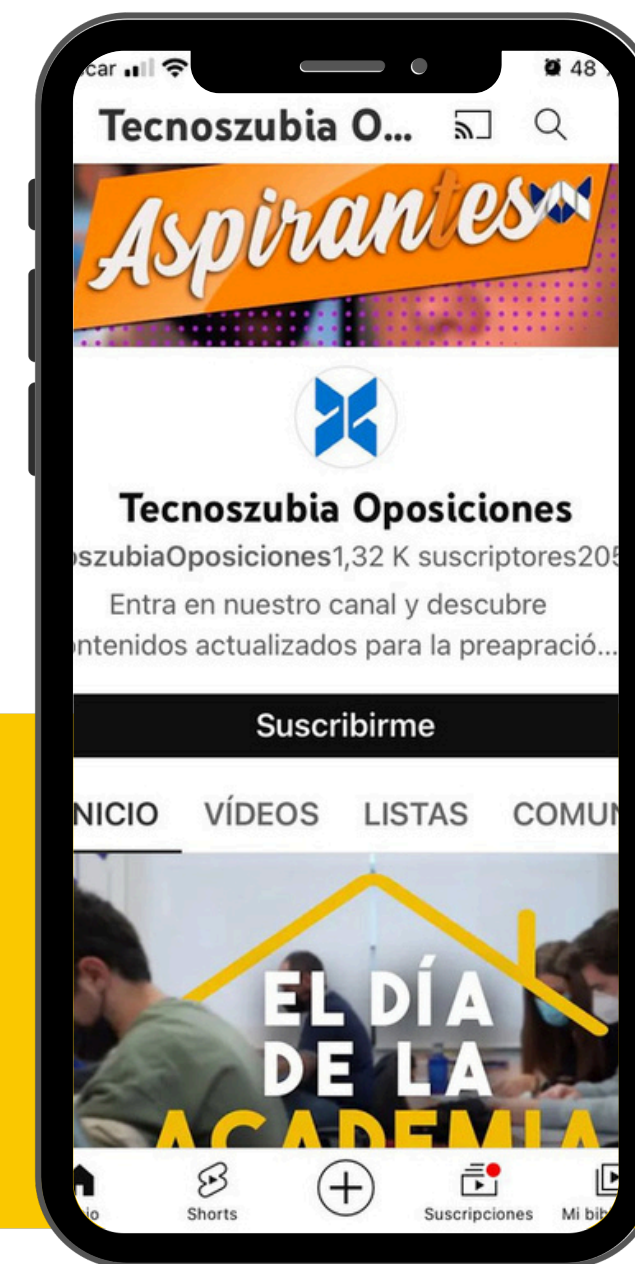 48
Tecnoszubia O...
Aspirantes
Tecnoszubia Oposiciones
szubiaOposiciones1,32 K suscriptores205
Entra en nuestro canal y descubre
ntenidos actualizados para la preapració...
Suscribirme
NICIO VÍDEOS LISTAS COMUN
EL DÍA
DE LA
ACADEMIA
Shorts
Suscripciones
Mi bib